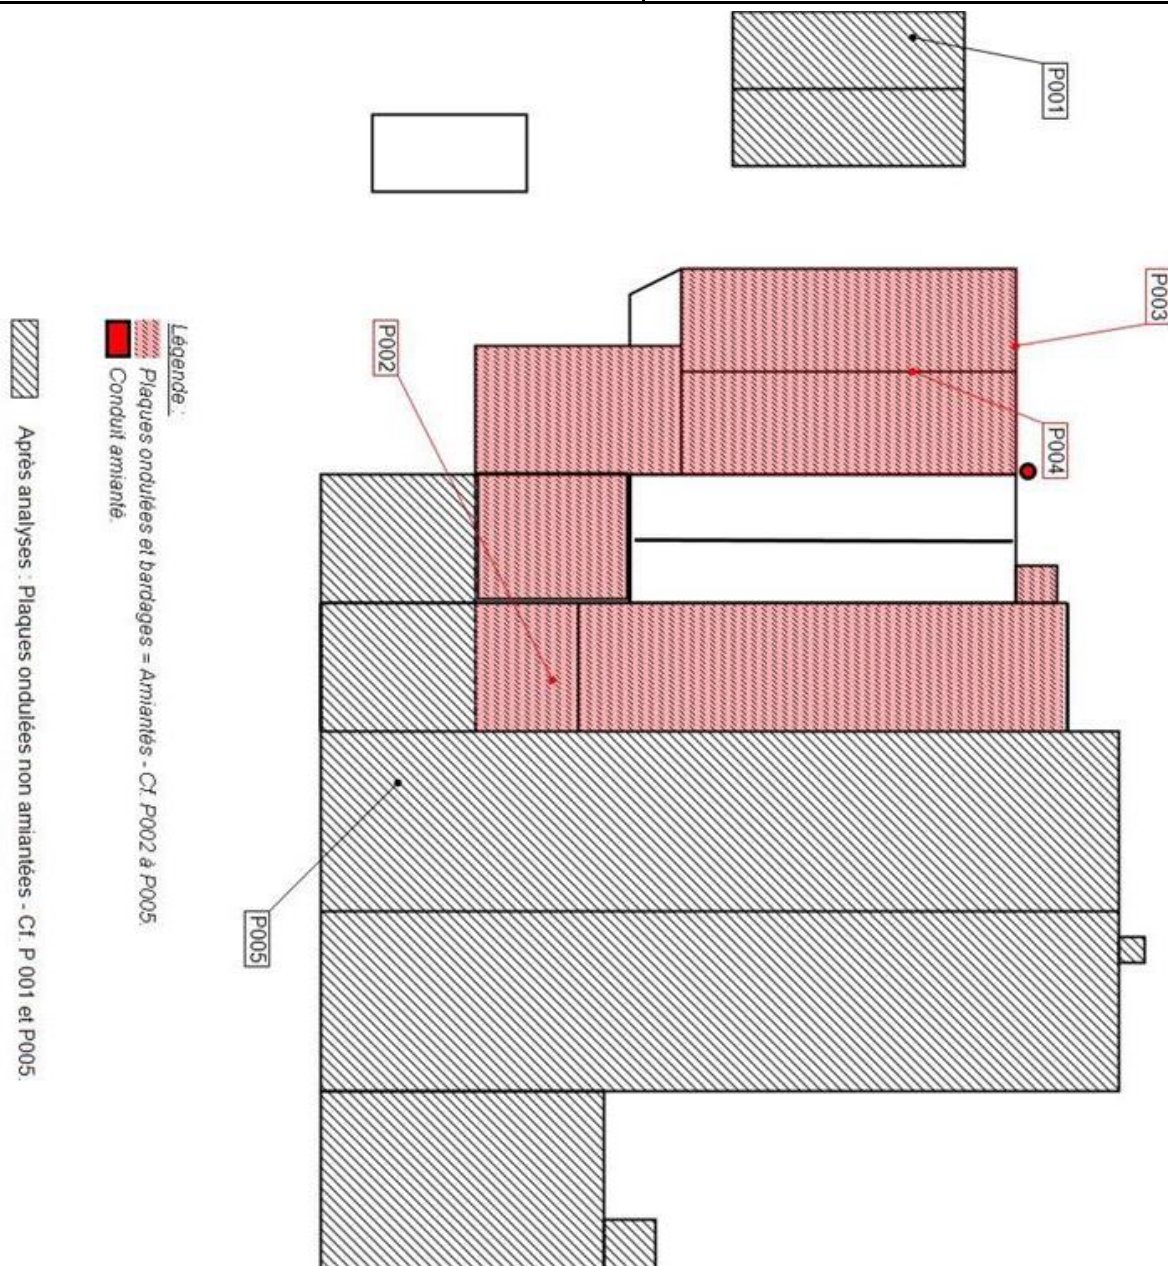 P001
P003
P004
P002
P005
Légende :
Plaques ondulées et bardages = Amiantés - Cf. P002 à P005.
Conduit amianté.
Après analyses : Plaques ondulées non amiantées - Cf. P 001 et P005.